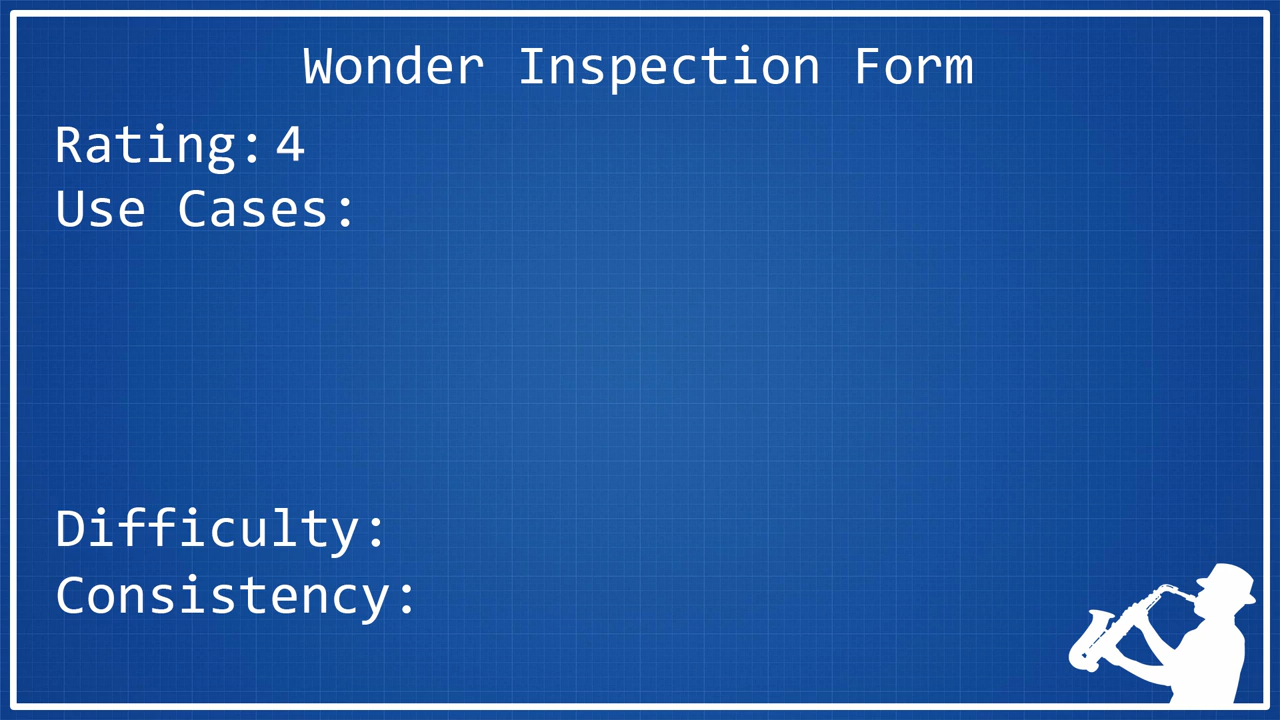 Wonder Inspection Form
Rating: 4
Use Cases:
Difficulty:
Consistency: